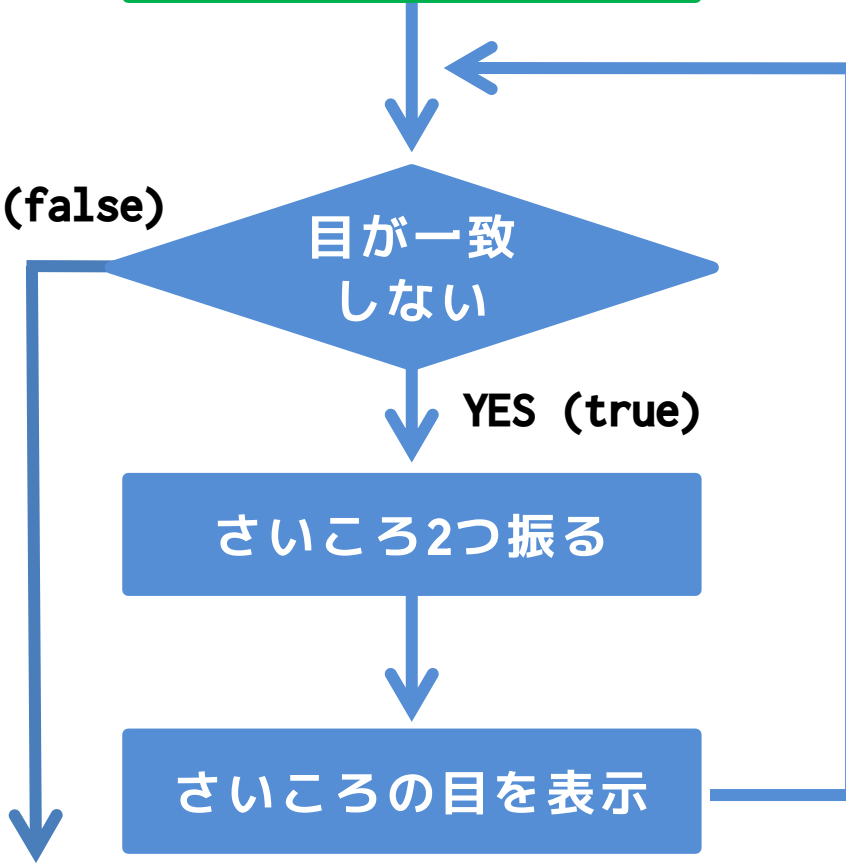 (false)
目が一致
しない
YES (true)
さいころ2つ振る
さいころの目を表示